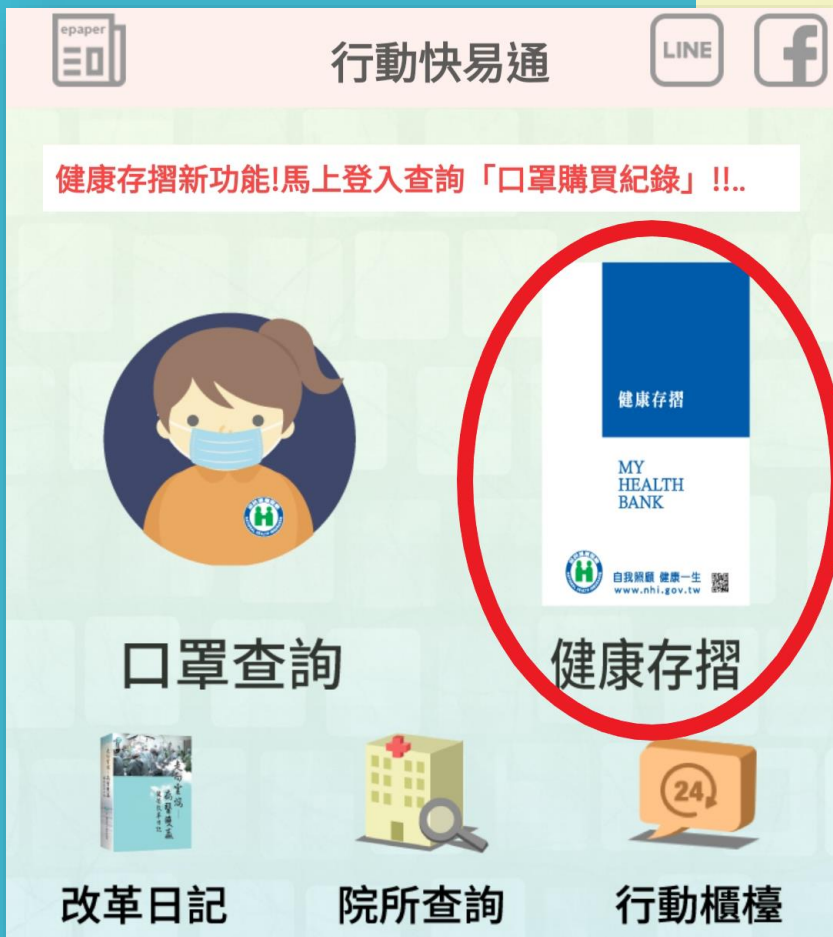 epaper
行動快易通
LINE
健康存摺新功能!馬上登入查詢「口罩購買紀錄」!!..
健康存摺
MY
HEALTH
BANK
自我照顧 健康一生
www.nhi.gov.tw
口罩查詢
健康存摺
24
改革日記
院所查詢
行動櫃檯